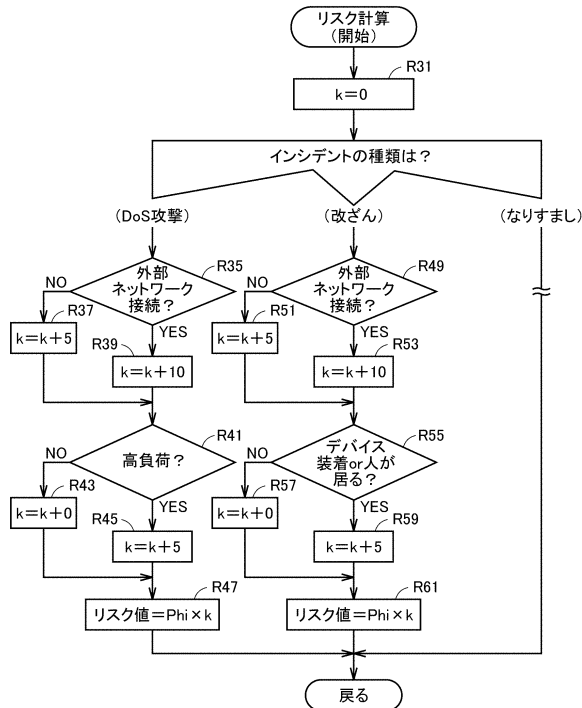 リスク計算
(開始)
R31
k=0
インシデントの種類は?
(DoS攻撃)
(改ざん)
(なりすまし)
R35
外部
ネットワーク
接続?
NO
YES
R37
k=k+5
R39
k=k+10
R49
外部
ネットワーク
接続?
NO
YES
R51
k=k+5
R53
k=k+10
R41
高負荷?
NO
YES
R43
k=k+0
R45
k=k+5
R55
デバイス
装着or人が
居る?
NO
YES
R57
k=k+0
R59
k=k+5
R47
リスク値=Phi×k
R61
リスク値=Phi×k
戻る